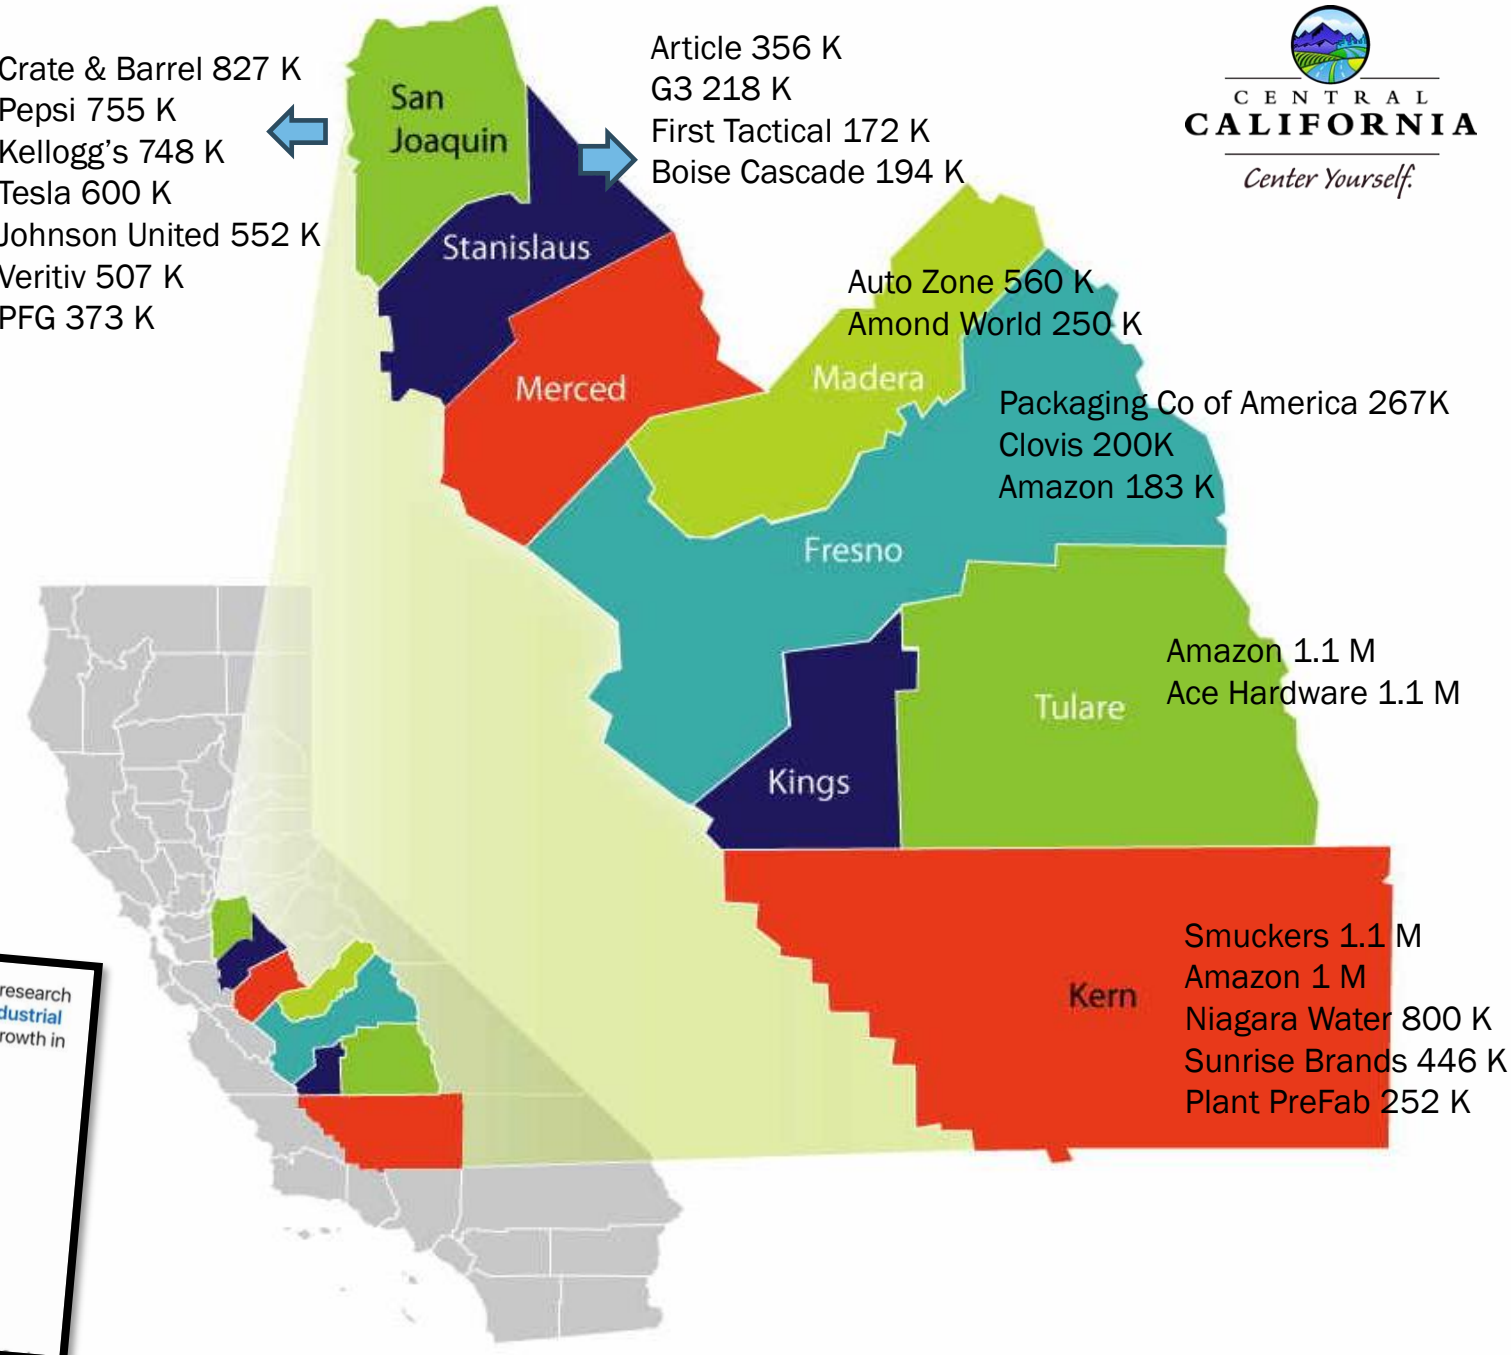 Crate & Barrel 827 K
Pepsi 755 K
Kellogg's 748 K
Tesla 600 K
Johnson United 552 K
Veritiv 507 K
PFG 373 K
San
Joaquin
Article 356 K
G3 218 K
First Tactical 172 K
Boise Cascade 194 K
CENTRAL
CALIFORNIA
Center Yourself.
Stanislaus
Merced
Auto Zone 560 K
Amond World 250 K
Madera
Packaging Co of America 267K
Clovis 200K
Amazon 183 K
Fresno
Amazon 1.1 M
Ace Hardware 1.1 M
Tulare
Kings
Smuckers 1.1 M
Amazon 1 M
Niagara Water 800 K
Sunrise Brands 446 K
Plant PreFab 252 K
Kern
research
dustrial
rowth in